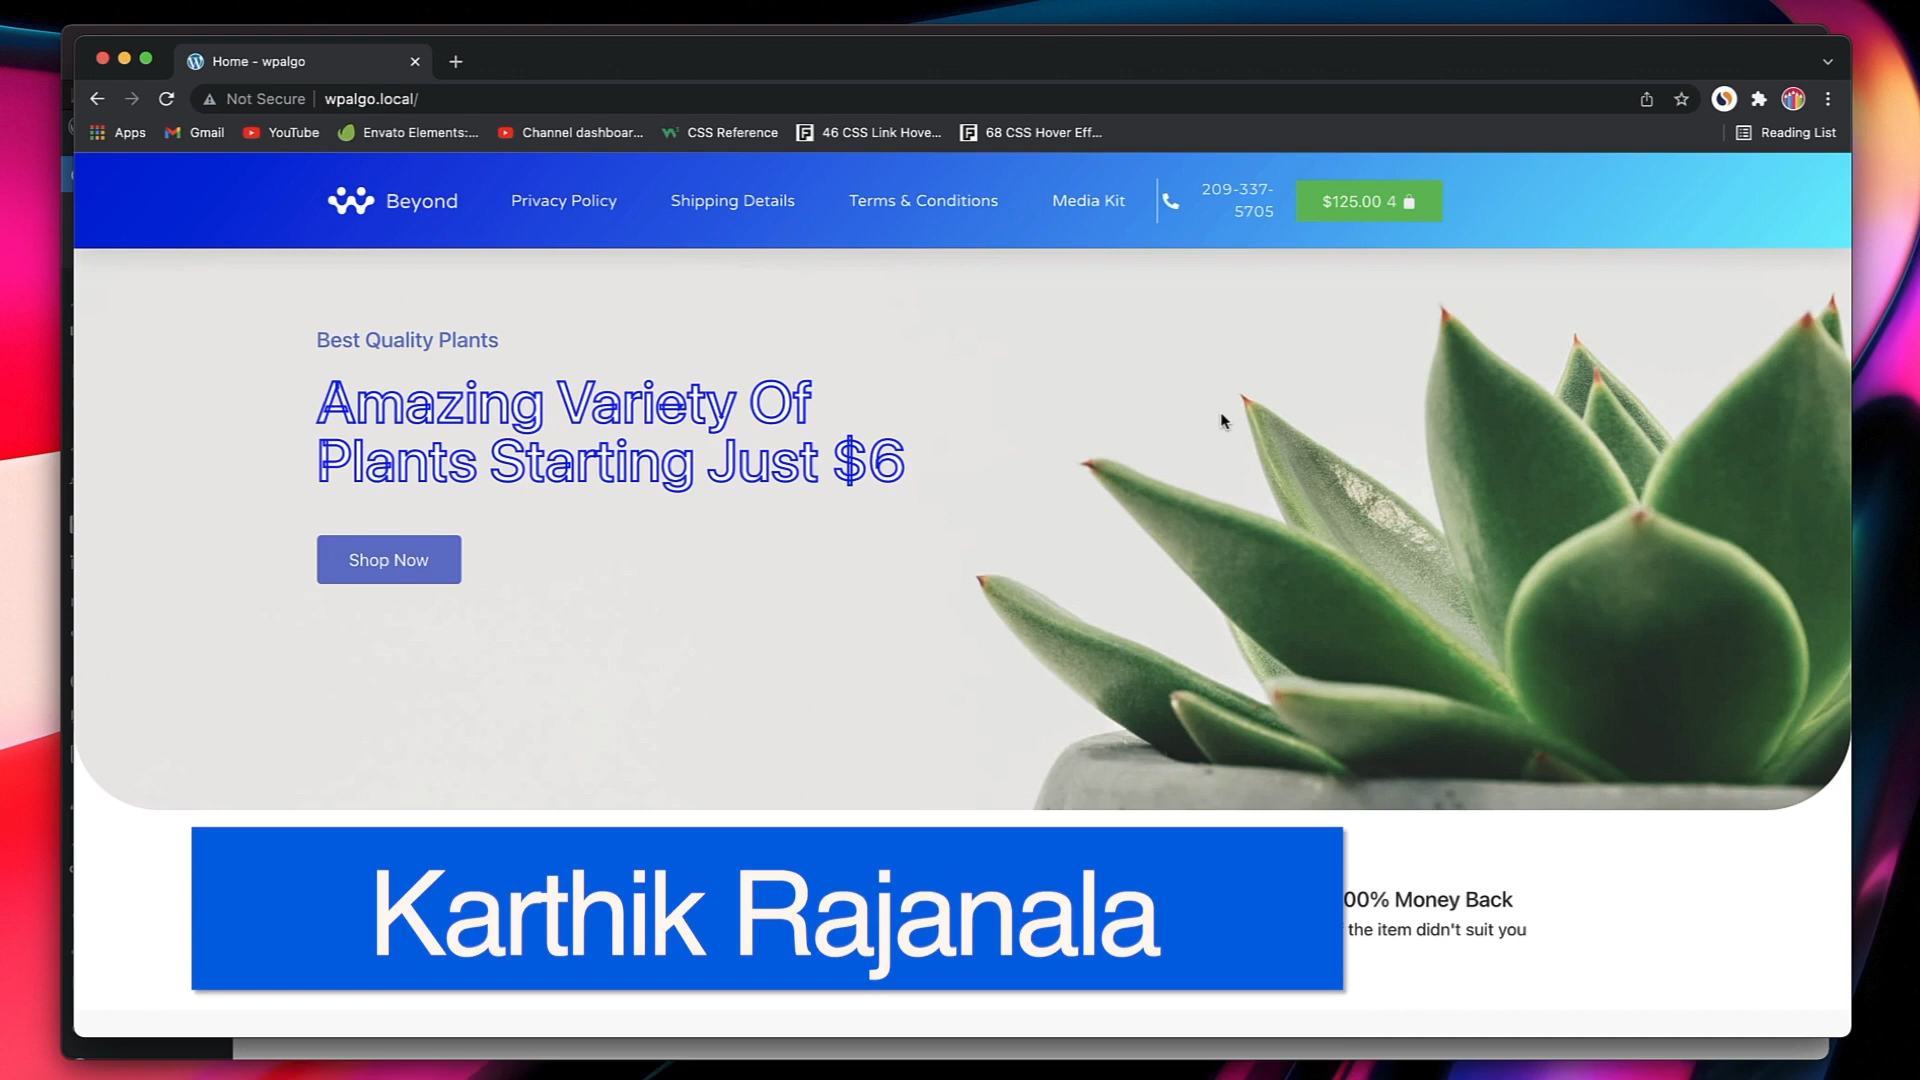 Home - wpalgo
Not Secure wpalgo.local/
Apps Gmail YouTube Envato Elements:... Channel dashboar... CSS Reference 46 CSS Link Hove... 68 CSS Hover Eff... Reading List
Beyond Privacy Policy Shipping Details Terms & Conditions Media Kit 209-337-
5705
$125.00 4
Best Quality Plants
Amazing Variety Of
Plants Starting Just $6
Shop Now
Karthik Rajanala
00% Money Back
the item didn't suit you